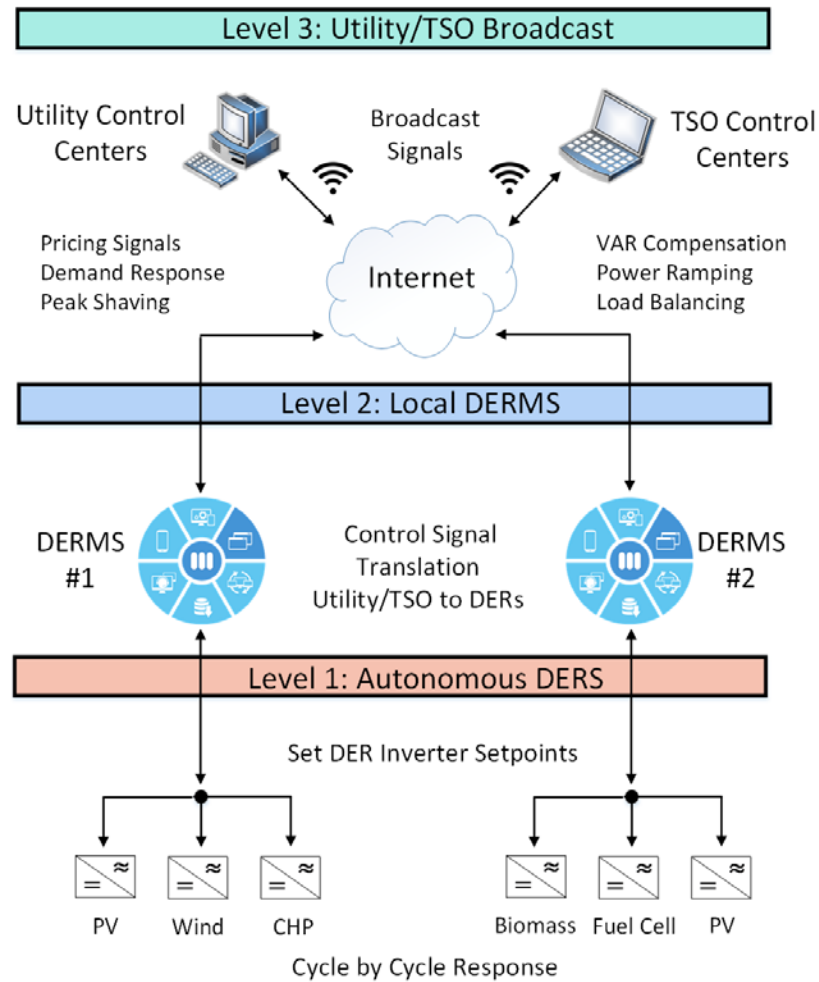 Level 3: Utility/TSO Broadcast
Utility Control
Centers
Broadcast
Signals
TSO Control
Centers
Pricing Signals
Demand Response
Peak Shaving
Internet
VAR Compensation
Power Ramping
Load Balancing
Level 2: Local DERMS
DERMS
#1
Control Signal
Translation
Utility/TSO to DERs
DERMS
#2
Level 1: Autonomous DERS
Set DER Inverter Setpoints
PV
Wind
CHP
Biomass
Fuel Cell
PV
Cycle by Cycle Response